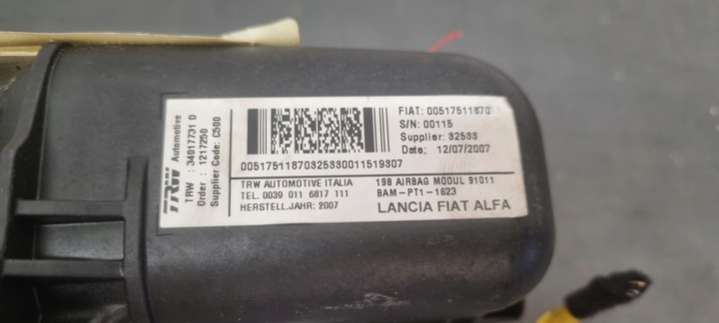 TRW Automotive
TRW : 34017731 D
Order : 1217250
Supplier Code: C500
FIAT: 00517511870
S/N: 00115
Supplier: 32533
Date: 12/07/2007
00517511870325330011519307
TRW AUTOMOTIVE ITALIA
TEL. 0039 011 6817 111
HERSTELL.JAHR: 2007
198 AIRBAG MODUL 91011
BAM-PT1-1623
LANCIA FIAT ALFA